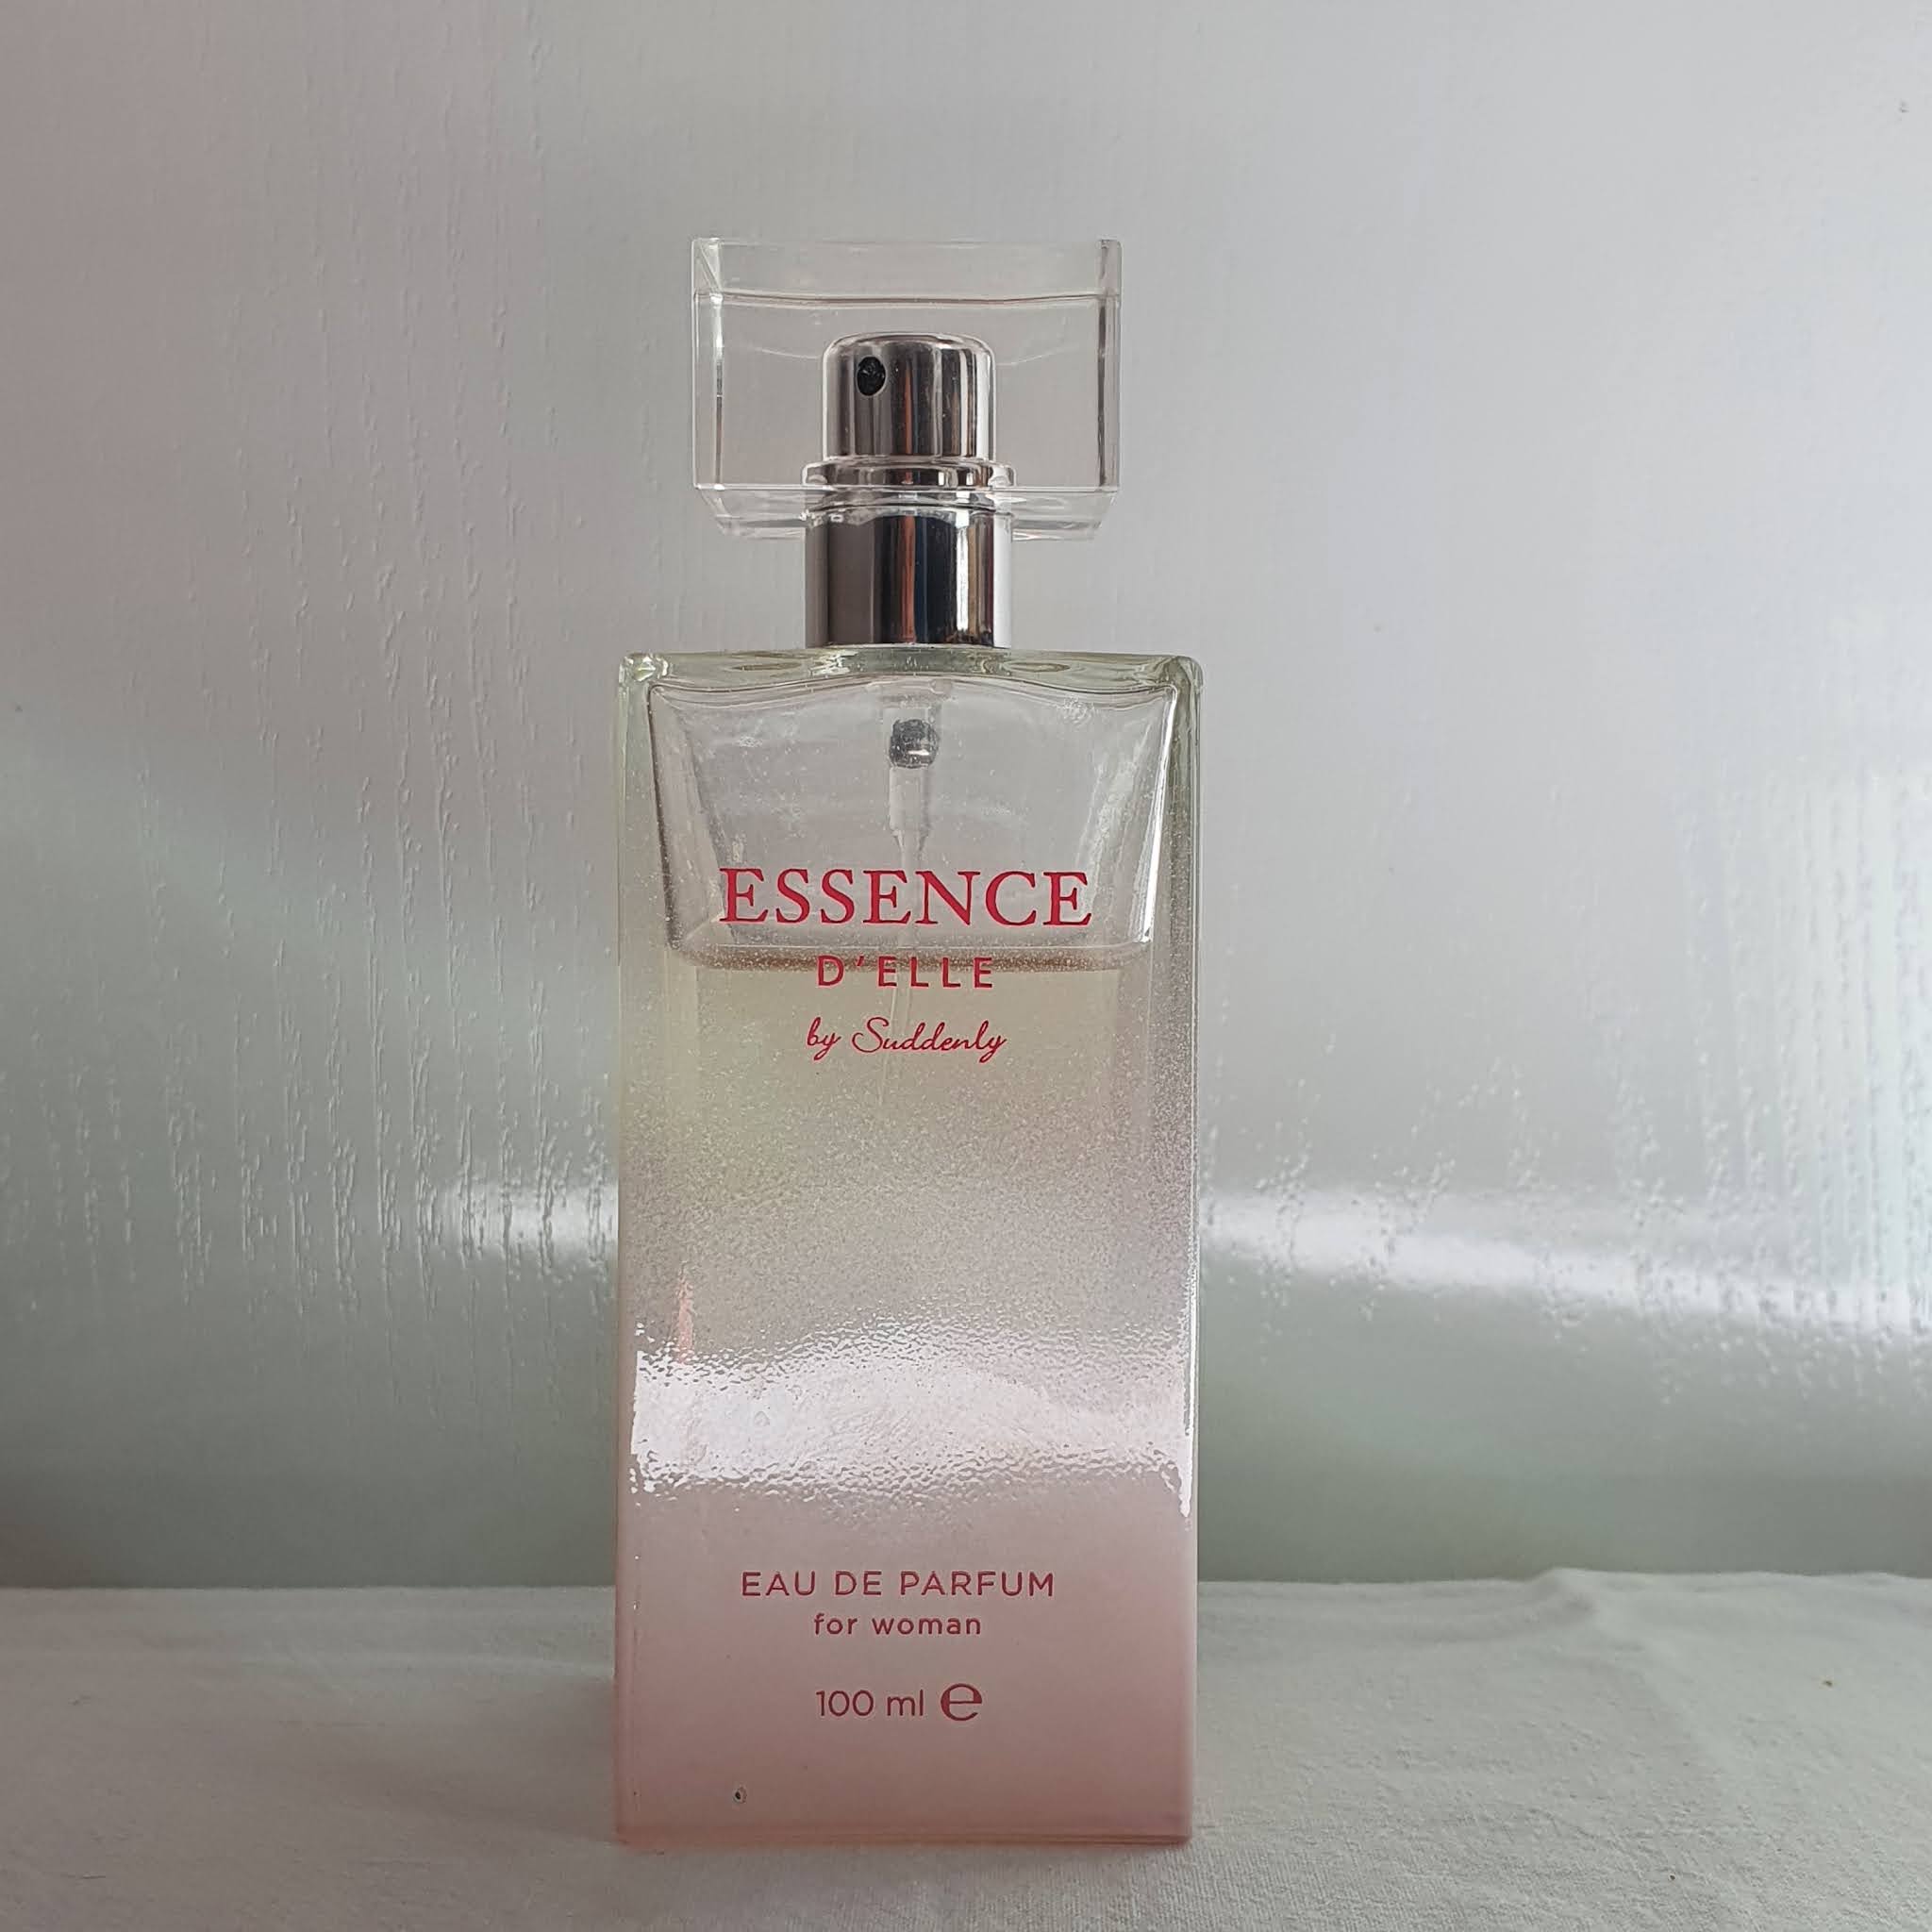 ESSENCE
D'ELLE
by Suddenly
EAU DE PARFUM
for woman
100 ml ℮